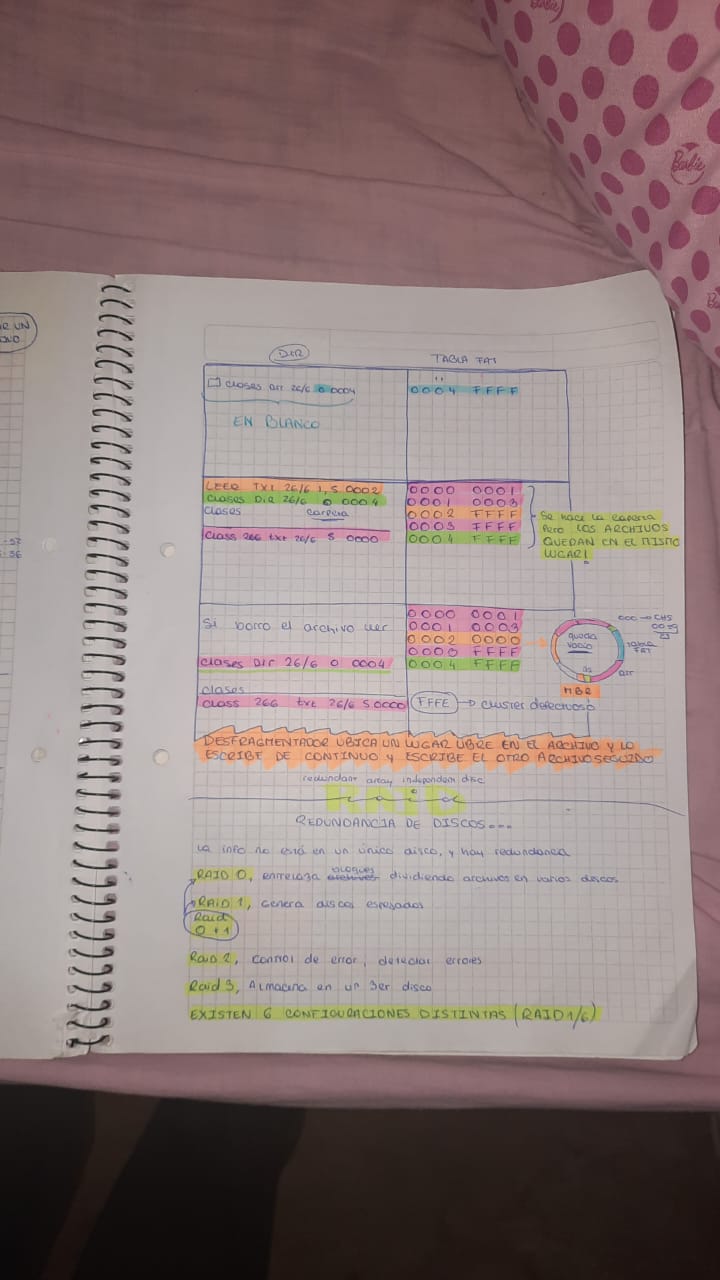 DIR
TABLA FAT
clases dir 26/6 0 0004
0004 FFFF
EN BLANCO
LEER TXT 26/6 1,5 0002
0000 0001
clases Dir 26/6 0 0004
0001 0003
clases carpeta
0002 FFFF
0003 FFFF
class 266 txt 26/6 5 0000
0004 FFFF
Se hace la carpeta
Pero LOS ARCHIVOS
QUEDAN EN EL MISMO
LUGAR!
0000 0001
0001 0003
Si borro el archivo leer
0002 0000
FFFF
clases DIR 26/6 0 0004
0004 FFFF
clases
class 266 txt 26/6 5 0000
FFFE → cluster defectuoso
queda
vacio
000 → CHS
TABLA
FAT
DIR
MBR
DESFRAGMENTADOR UBICA UN LUGAR LIBRE EN EL ARCHIVO Y LO
ESCRIBE DE CONTINUO Y ESCRIBE EL OTRO ARCHIVO SEGUIDO
redundant array independem disc
Raid
REDUNDANCIA DE DISCOS...
La info no está en un único disco, y hay redundancia
RAID 0, entrelaza bloques dividiendo archivos en varios discos
RAID 1, Genera discos espejados
Raid
0+1
Raid 2, control de error, detectar errores
Raid 3, Almacena en un 3er disco
EXISTEN 6 CONFIGURACIONES DISTINTAS (RAID 1/6)
Barbie